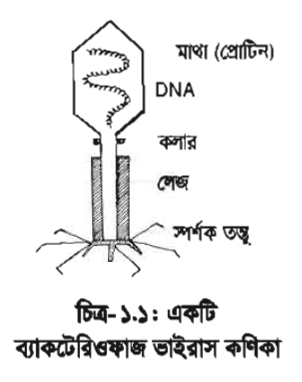 মাথা (প্রোটিন)
DNA
কলার
লেজ
স্পর্শক তন্তু
চিত্র- ১.১: একটি
ব্যাকটেরিওফাজ ভাইরাস কণিকা